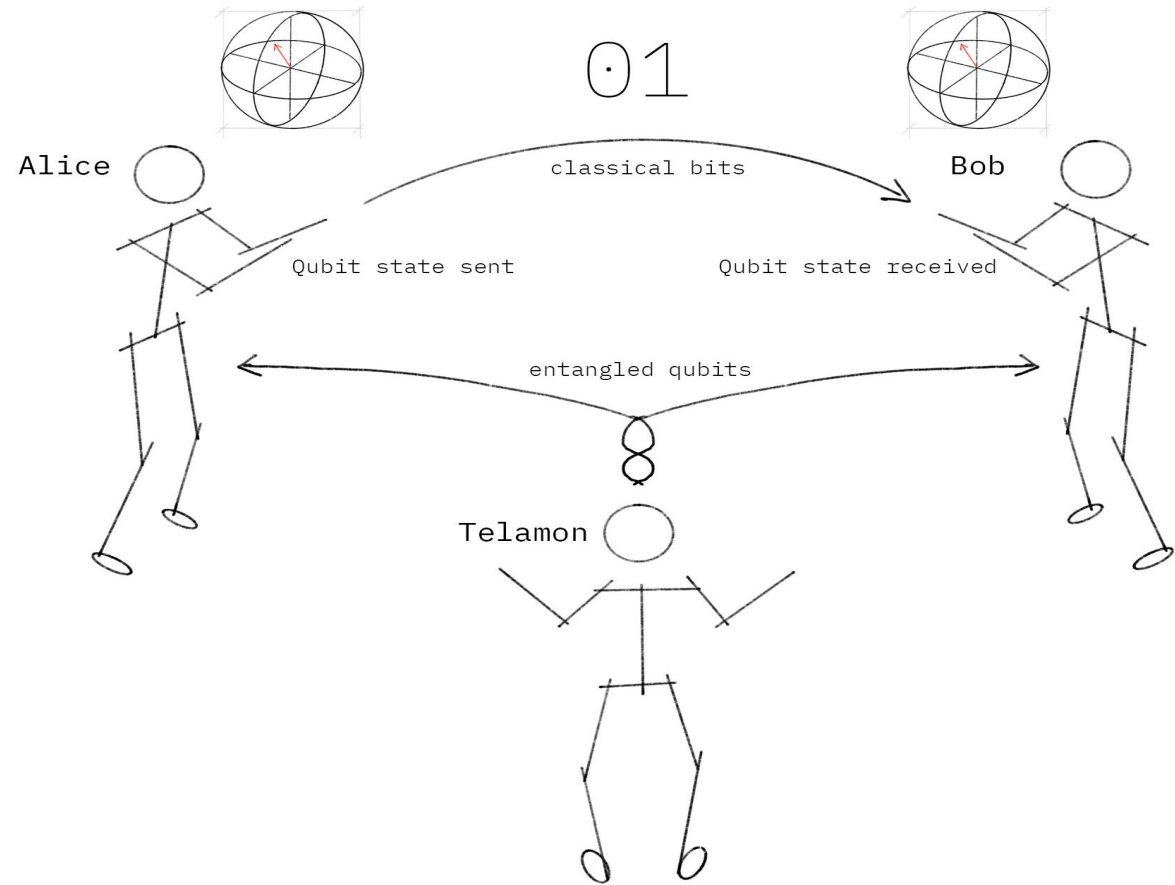 01
classical bits
Alice
Bob
Qubit state sent
Qubit state received
entangled qubits
Telamon